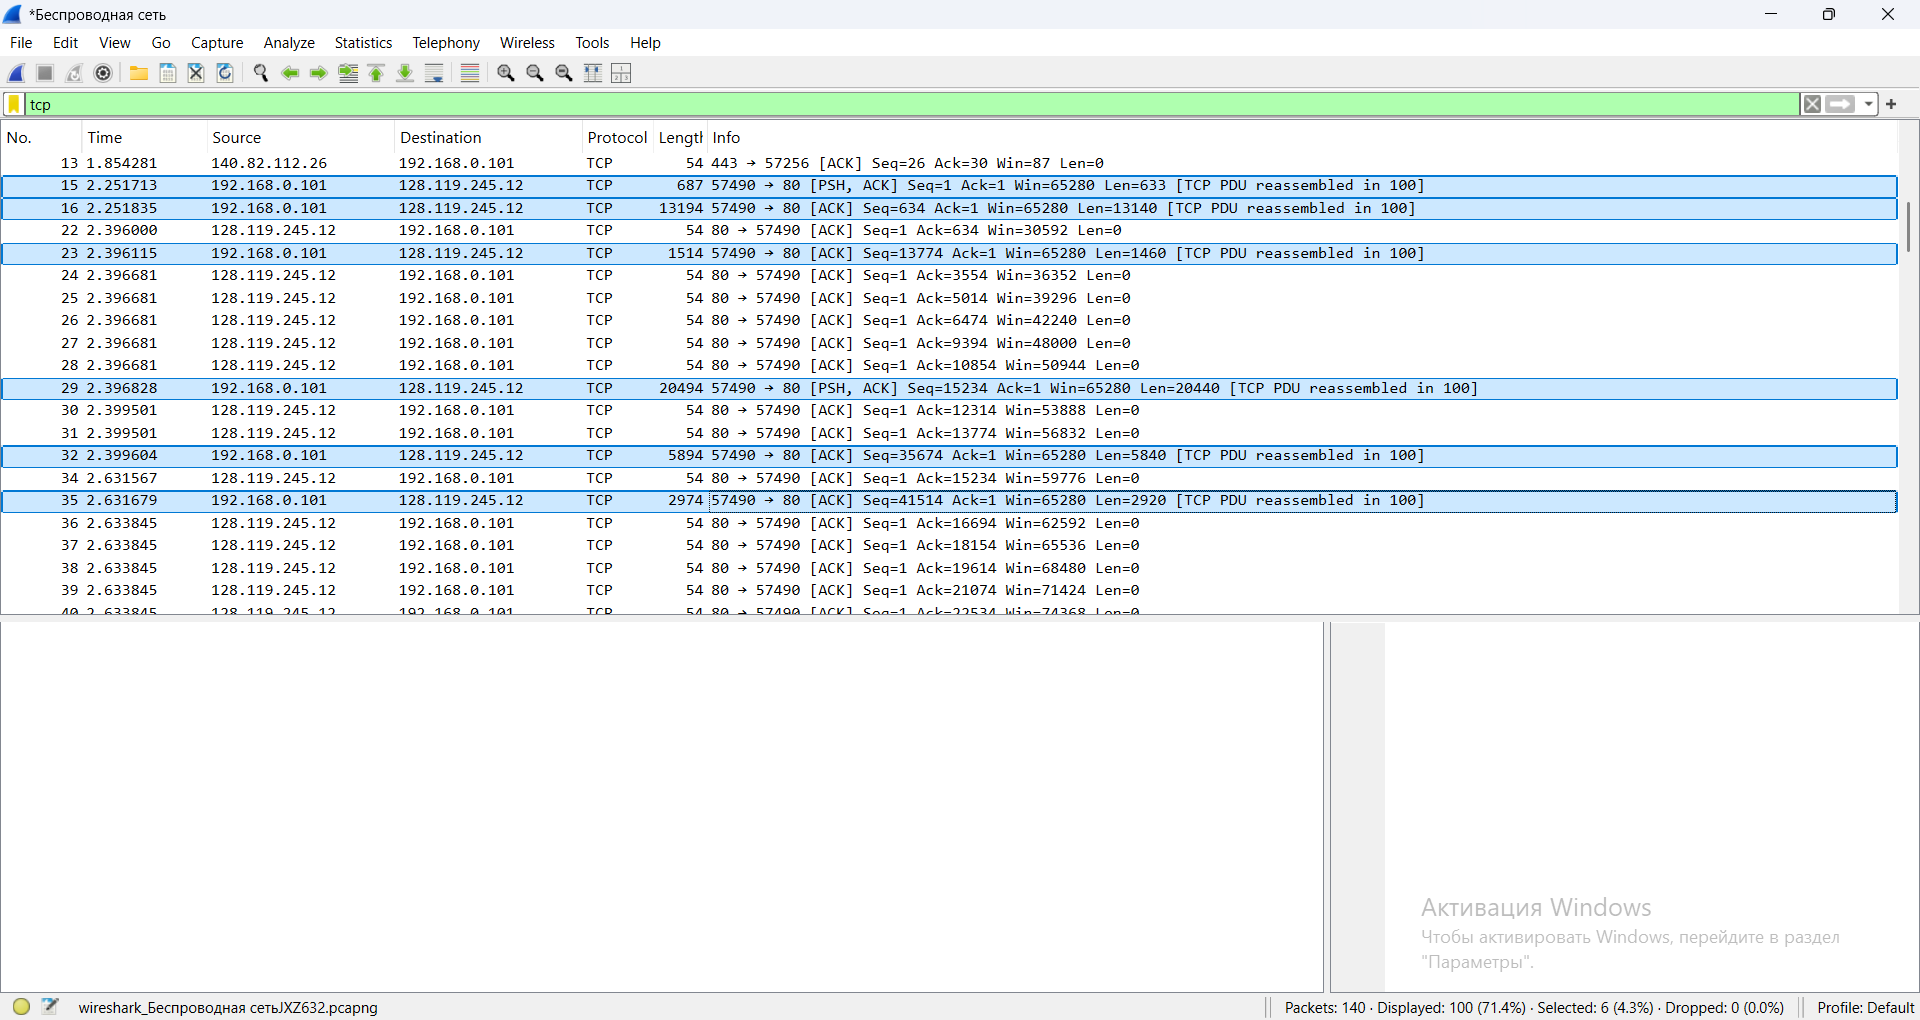 *Беспроводная сеть
File Edit View Go Capture Analyze Statistics Telephony Wireless Tools Help
tcp
No. Time Source Destination Protocol Length Info
13 1.854281 140.82.112.26 192.168.0.101 TCP 54 443 → 57256 [ACK] Seq=26 Ack=30 Win=87 Len=0
15 2.251713 192.168.0.101 128.119.245.12 TCP 687 57490 → 80 [PSH, ACK] Seq=1 Ack=1 Win=65280 Len=633 [TCP PDU reassembled in 100]
16 2.251835 192.168.0.101 128.119.245.12 TCP 13194 57490 → 80 [ACK] Seq=634 Ack=1 Win=65280 Len=13140 [TCP PDU reassembled in 100]
22 2.396000 128.119.245.12 192.168.0.101 TCP 54 80 → 57490 [ACK] Seq=1 Ack=634 Win=30592 Len=0
23 2.396115 192.168.0.101 128.119.245.12 TCP 1514 57490 → 80 [ACK] Seq=13774 Ack=1 Win=65280 Len=1460 [TCP PDU reassembled in 100]
24 2.396681 128.119.245.12 192.168.0.101 TCP 54 80 → 57490 [ACK] Seq=1 Ack=3554 Win=36352 Len=0
25 2.396681 128.119.245.12 192.168.0.101 TCP 54 80 → 57490 [ACK] Seq=1 Ack=5014 Win=39296 Len=0
26 2.396681 128.119.245.12 192.168.0.101 TCP 54 80 → 57490 [ACK] Seq=1 Ack=6474 Win=42240 Len=0
27 2.396681 128.119.245.12 192.168.0.101 TCP 54 80 → 57490 [ACK] Seq=1 Ack=9394 Win=48000 Len=0
28 2.396681 128.119.245.12 192.168.0.101 TCP 54 80 → 57490 [ACK] Seq=1 Ack=10854 Win=50944 Len=0
29 2.396828 192.168.0.101 128.119.245.12 TCP 20494 57490 → 80 [PSH, ACK] Seq=15234 Ack=1 Win=65280 Len=20440 [TCP PDU reassembled in 100]
30 2.399501 128.119.245.12 192.168.0.101 TCP 54 80 → 57490 [ACK] Seq=1 Ack=12314 Win=53888 Len=0
31 2.399501 128.119.245.12 192.168.0.101 TCP 54 80 → 57490 [ACK] Seq=1 Ack=13774 Win=56832 Len=0
32 2.399604 192.168.0.101 128.119.245.12 TCP 5894 57490 → 80 [ACK] Seq=35674 Ack=1 Win=65280 Len=5840 [TCP PDU reassembled in 100]
34 2.631567 128.119.245.12 192.168.0.101 TCP 54 80 → 57490 [ACK] Seq=1 Ack=15234 Win=59776 Len=0
35 2.631679 192.168.0.101 128.119.245.12 TCP 2974 57490 → 80 [ACK] Seq=41514 Ack=1 Win=65280 Len=2920 [TCP PDU reassembled in 100]
36 2.633845 128.119.245.12 192.168.0.101 TCP 54 80 → 57490 [ACK] Seq=1 Ack=16694 Win=62592 Len=0
37 2.633845 128.119.245.12 192.168.0.101 TCP 54 80 → 57490 [ACK] Seq=1 Ack=18154 Win=65536 Len=0
38 2.633845 128.119.245.12 192.168.0.101 TCP 54 80 → 57490 [ACK] Seq=1 Ack=19614 Win=68480 Len=0
39 2.633845 128.119.245.12 192.168.0.101 TCP 54 80 → 57490 [ACK] Seq=1 Ack=21074 Win=71424 Len=0
40 2.633845 128.119.245.12 192.168.0.101 TCP 54 80 → 57490 [ACK] Seq=1 Ack=22534 Win=74368 Len=0
Активация Windows
Чтобы активировать Windows, перейдите в раздел
"Параметры".
wireshark_Беспроводная сетьJXZ632.pcapng Packets: 140 · Displayed: 100 (71.4%) · Selected: 6 (4.3%) · Dropped: 0 (0.0%) Profile: Default